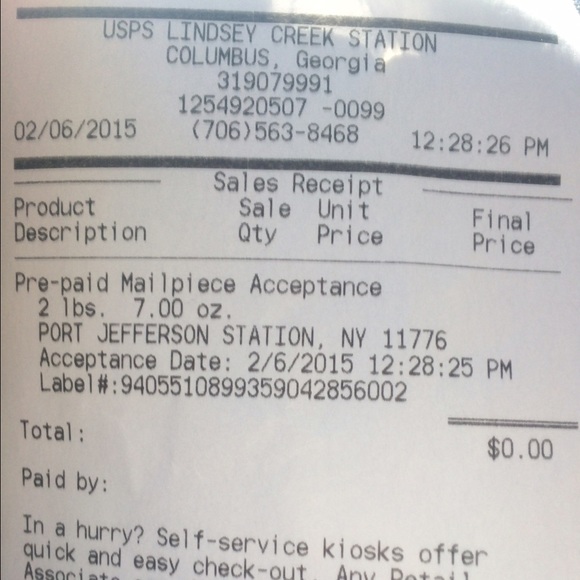 USPS LINDSEY CREEK STATION
COLUMBUS, Georgia
319079991
1254920507 -0099
02/06/2015 (706)563-8468 12:28:26 PM
Sales Receipt
Product Sale Unit Final
Description Qty Price Price
Pre-paid Mailpiece Acceptance
2 lbs. 7.00 oz.
PORT JEFFERSON STATION, NY 11776
Acceptance Date: 2/6/2015 12:28:25 PM
Label#:9405510899359042856002
Total: $0.00
Paid by:
In a hurry? Self-service kiosks offer
quick and easy check-out. Any Retail
Associate